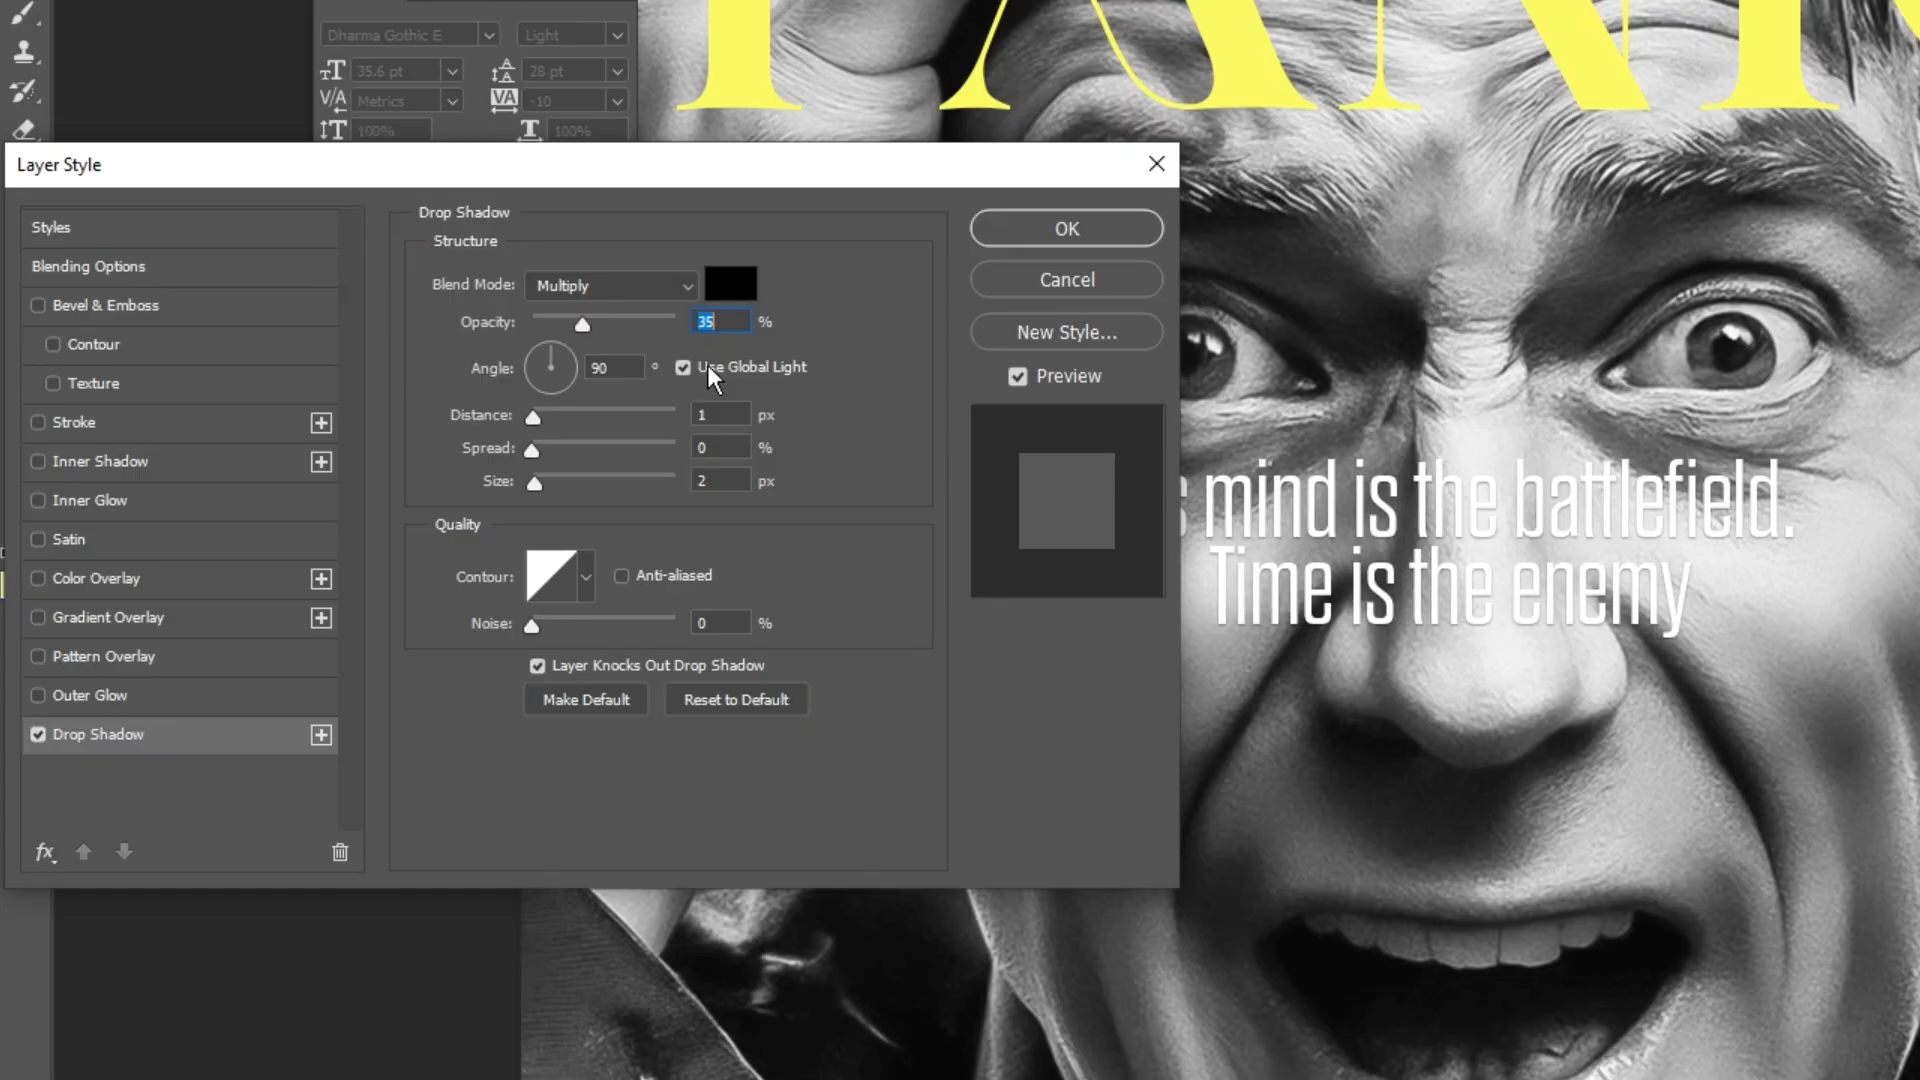 Dharma Gothic E
Light
35.6 pt
28 pt
Metrics
-10
100%
100%
TARK
Layer Style
Styles
Blending Options
Bevel & Emboss
Contour
Texture
Stroke
Inner Shadow
Inner Glow
Satin
Color Overlay
Gradient Overlay
Pattern Overlay
Outer Glow
Drop Shadow
fx
Drop Shadow
Structure
Blend Mode: Multiply
Opacity: 35 %
Angle: 90 ° Use Global Light
Distance: 1 px
Spread: 0 %
Size: 2 px
Quality
Contour: Anti-aliased
Noise: 0 %
Layer Knocks Out Drop Shadow
Make Default Reset to Default
OK
Cancel
New Style...
Preview
s mind is the battlefield.
Time is the enemy